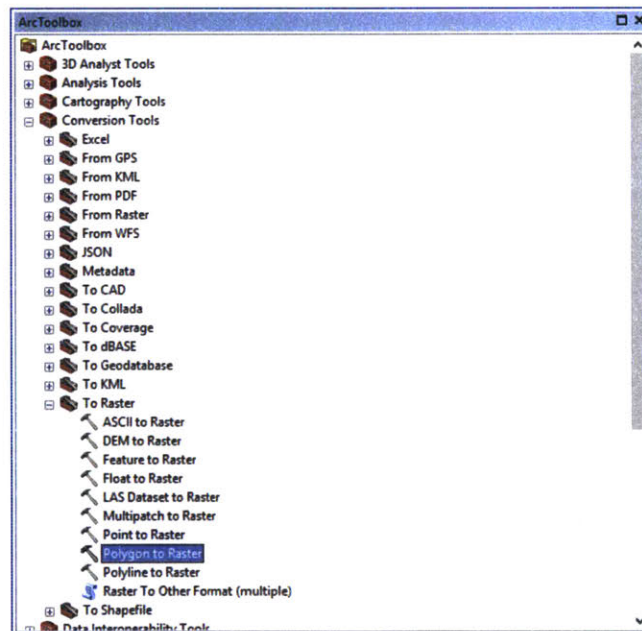 ArcToolbox
ArcToolbox
3D Analyst Tools
Analysis Tools
Cartography Tools
Conversion Tools
Excel
From GPS
From KML
From PDF
From Raster
From WFS
JSON
Metadata
To CAD
To Collada
To Coverage
To dBASE
To Geodatabase
To KML
To Raster
ASCII to Raster
DEM to Raster
Feature to Raster
Float to Raster
LAS Dataset to Raster
Multipatch to Raster
Point to Raster
Polygon to Raster
Polyline to Raster
Raster To Other Format (multiple)
To Shapefile
Data Interoperability Tools